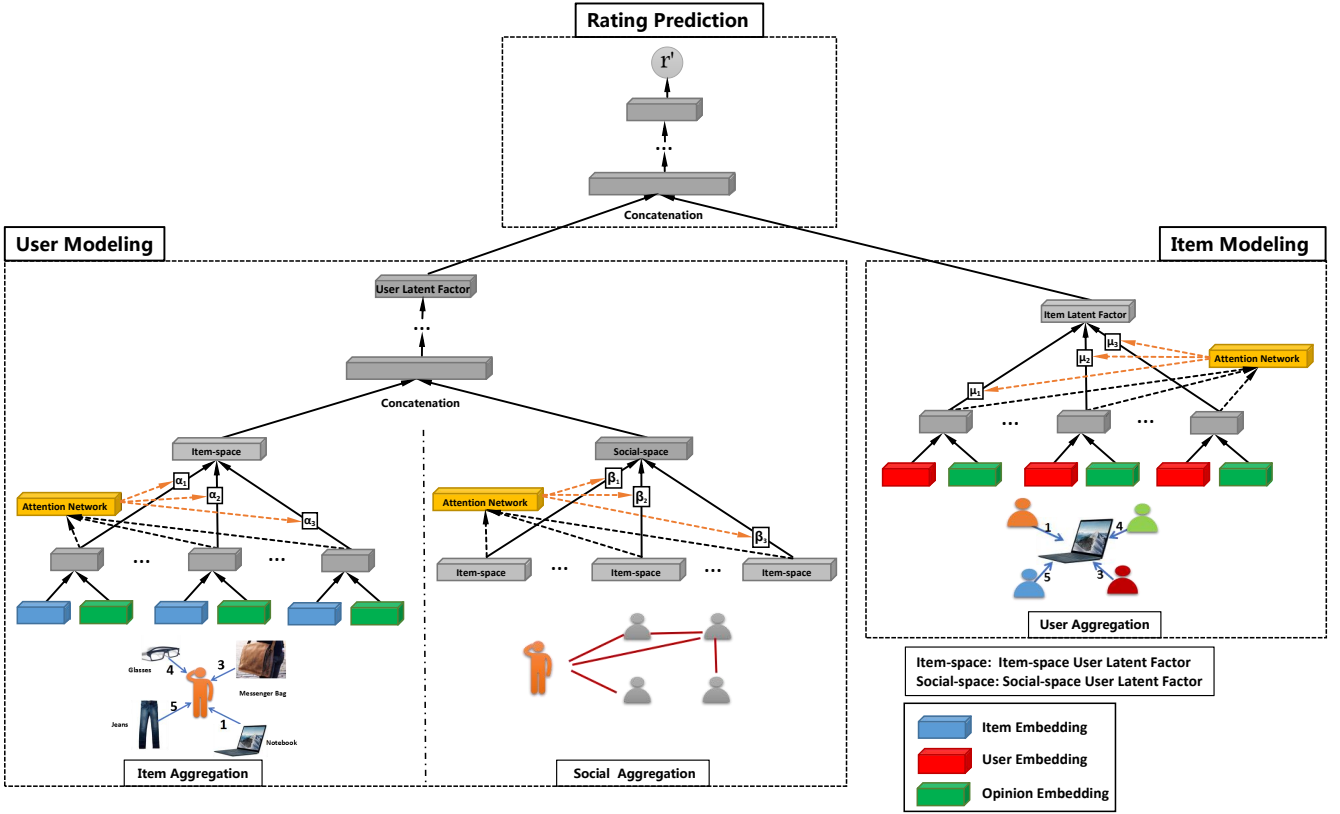 Rating Prediction
r'
...
Concatenation
User Modeling
Item Modeling
User Latent Factor
...
Concatenation
Item Latent Factor
μ3
μ2
Attention Network
μ1
...
...
Item-space
α1
α2
Attention Network
α3
...
...
Social-space
β1
β2
Attention Network
β3
Item-space
...
Item-space
...
Item-space
1
4
5
3
User Aggregation
Glasses
4
3
Messenger Bag
Jeans
5
1
Notebook
Item Aggregation
Social Aggregation
Item-space: Item-space User Latent Factor
Social-space: Social-space User Latent Factor
Item Embedding
User Embedding
Opinion Embedding